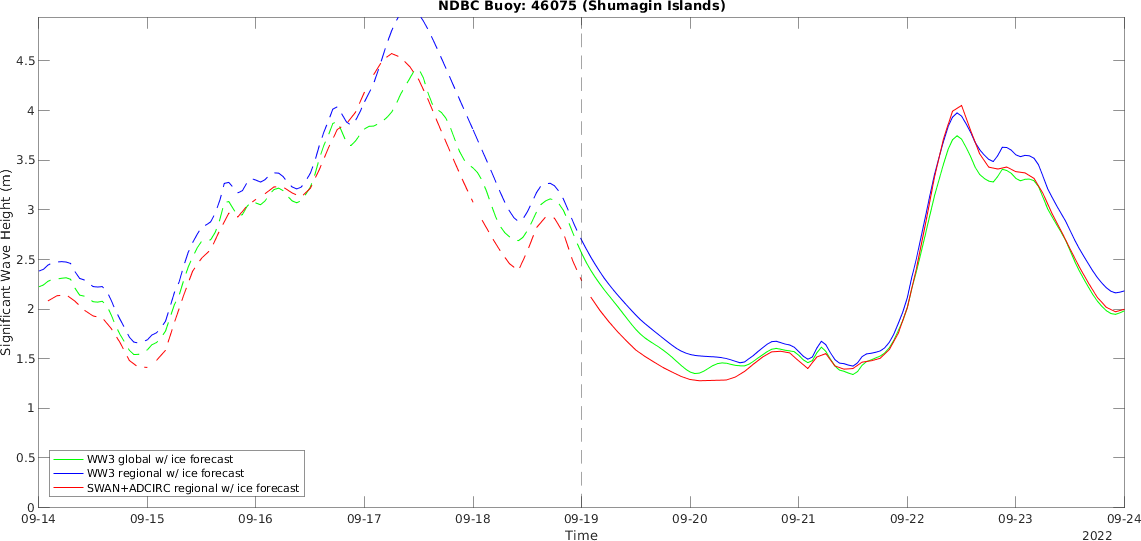 NDBC Buoy: 46075 (Shumagin Islands)
Significant Wave Height (m)
4.5
4
3.5
3
2.5
2
1.5
1
0.5
0
WW3 global w/ ice forecast
WW3 regional w/ ice forecast
SWAN+ADCIRC regional w/ ice forecast
09-14 09-15 09-16 09-17 09-18 09-19 09-20 09-21 09-22 09-23 09-24
Time
2022